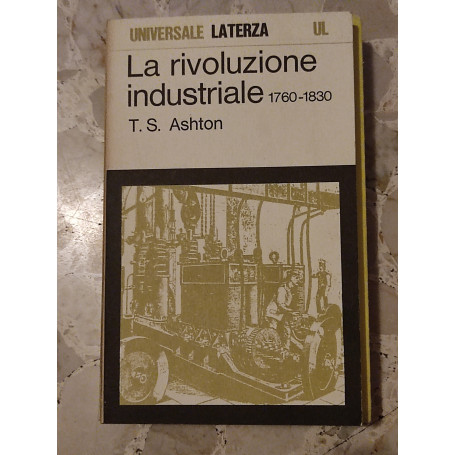 UNIVERSALE LATERZA UL
La rivoluzione
industriale 1760-1830
T. S. Ashton